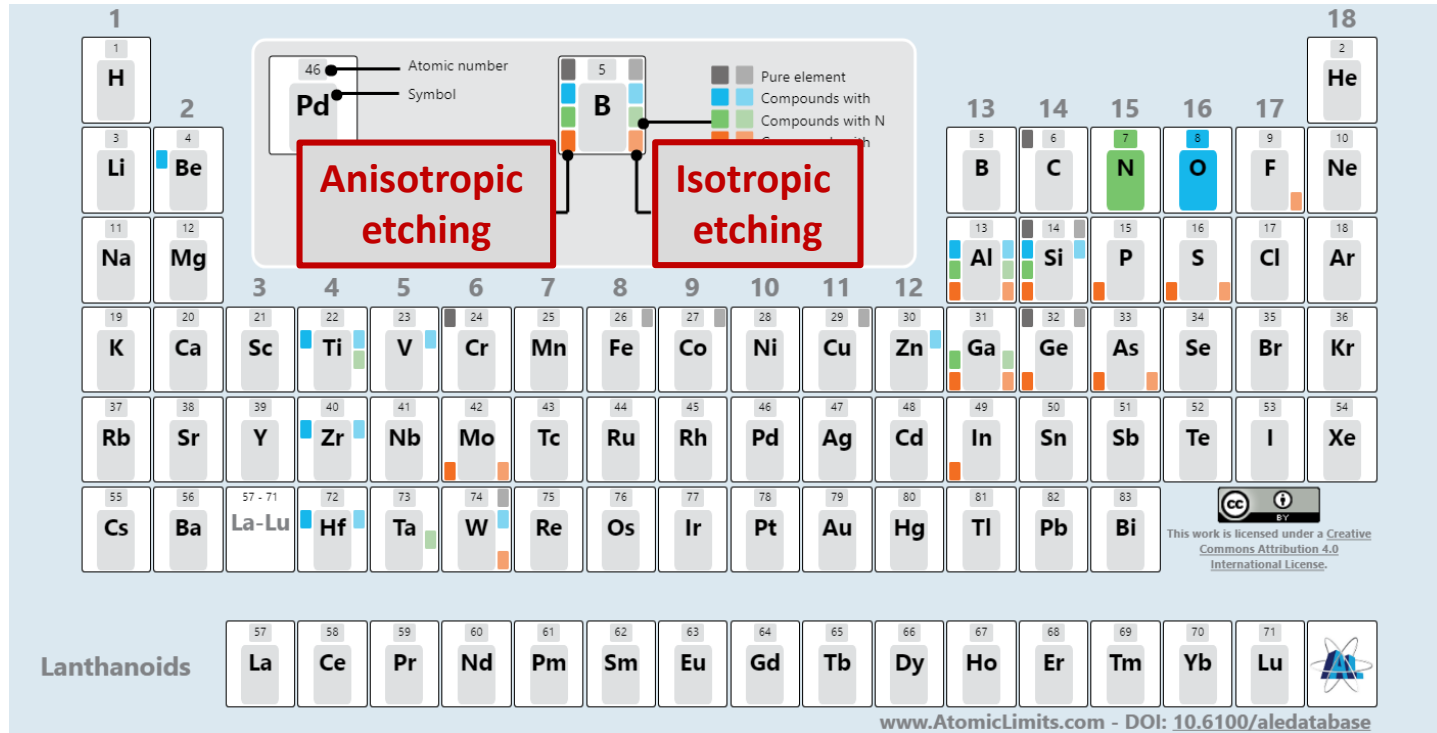 1 18
1 2
H He
46 Atomic number 5 Pure element
Pd Symbol B Compounds with
Compounds with N
with
2 13 14 15 16 17
3 4 5 6 7 8 9 10
Li Be B C N O F Ne
Anisotropic etching
Isotropic etching
11 12 13 14 15 16 17 18
Na Mg Al Si P S Cl Ar
3 4 5 6 7 8 9 10 11 12
19 20 21 22 23 24 25 26 27 28 29 30 31 32 33 34 35 36
K Ca Sc Ti V Cr Mn Fe Co Ni Cu Zn Ga Ge As Se Br Kr
37 38 39 40 41 42 43 44 45 46 47 48 49 50 51 52 53 54
Rb Sr Y Zr Nb Mo Tc Ru Rh Pd Ag Cd In Sn Sb Te I Xe
55 56 57 - 71 72 73 74 75 76 77 78 79 80 81 82 83
Cs Ba La-Lu Hf Ta W Re Os Ir Pt Au Hg Tl Pb Bi
cc BY
This work is licensed under a Creative
Commons Attribution 4.0
International License.
57 58 59 60 61 62 63 64 65 66 67 68 69 70 71
Lanthanoids La Ce Pr Nd Pm Sm Eu Gd Tb Dy Ho Er Tm Yb Lu
www.AtomicLimits.com - DOI: 10.6100/aledatabase